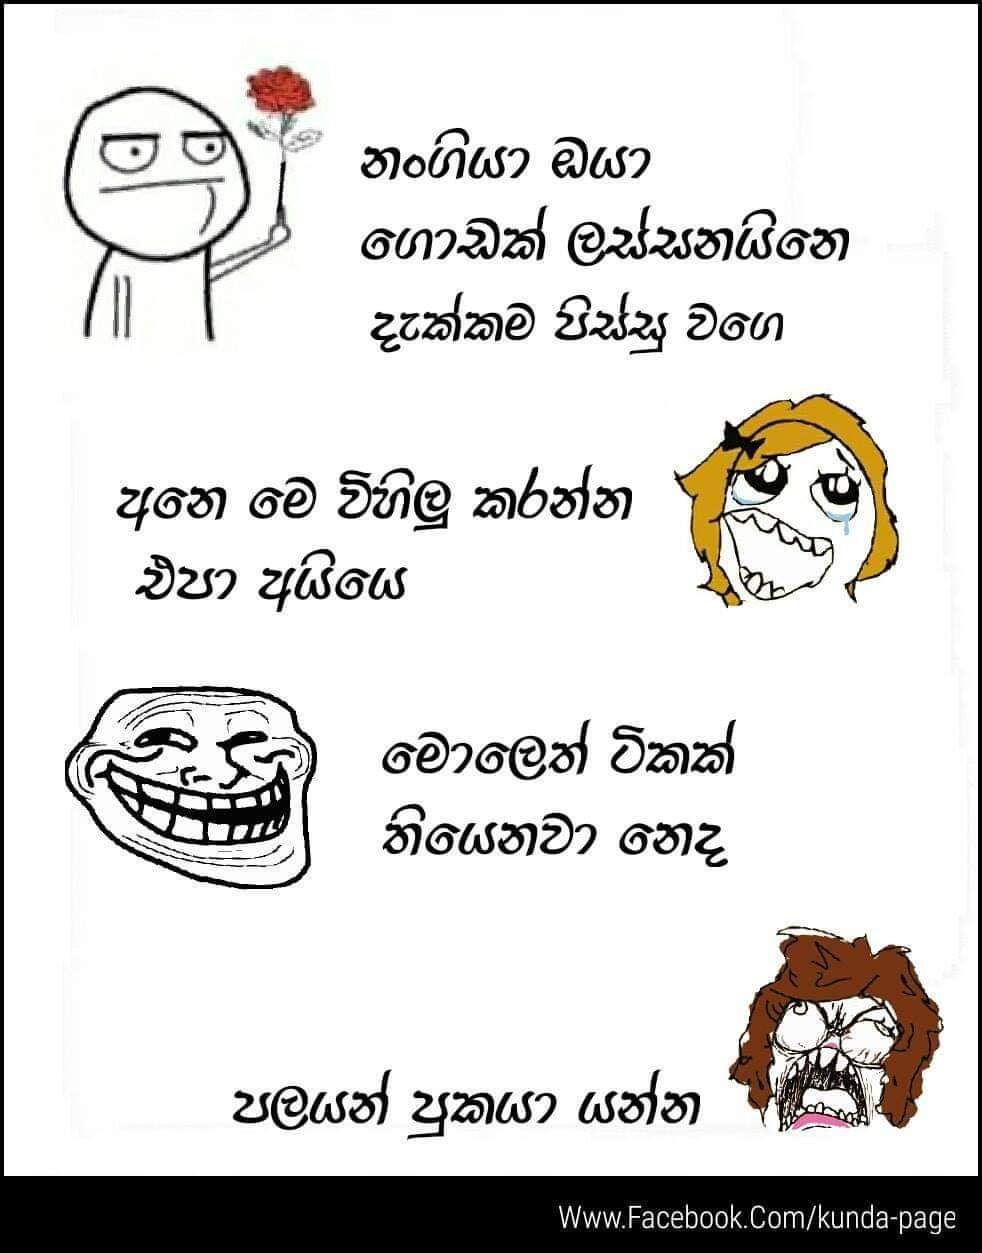 නංගියා ඔයා
ගොඩක් ලස්සනයිනෙ
දැක්කම පිස්සු වගෙ
අනෙ මෙ විහිලු කරන්න
එපා අයියෙ
මොලෙත් ටිකක්
තියෙනවා නෙද
පලයන් පුකයා යන්න
Www.Facebook.Com/kunda-page